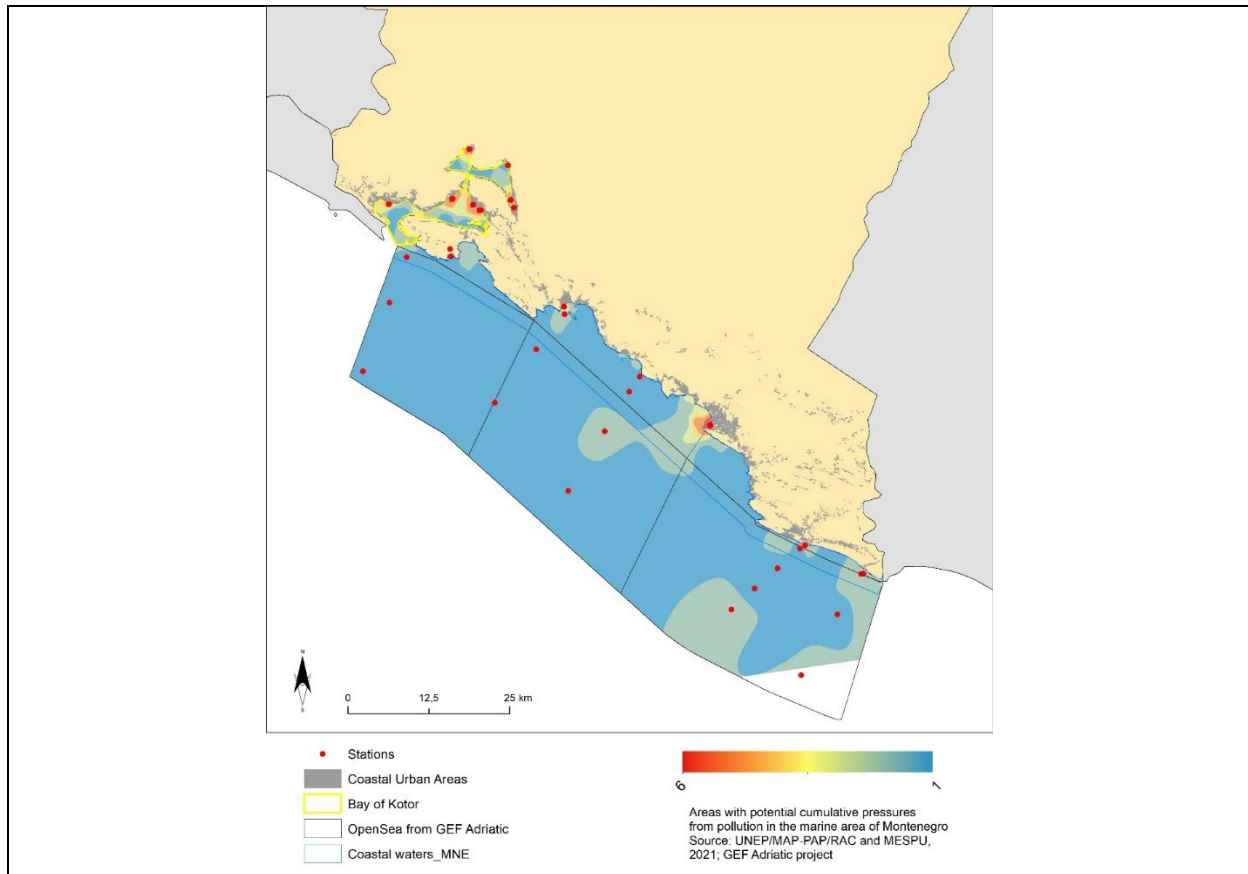 N
S
0 12,5 25 km
Stations
Coastal Urban Areas
Bay of Kotor
OpenSea from GEF Adriatic
Coastal waters_MNE
6 1
Areas with potential cumulative pressures
from pollution in the marine area of Montenegro
Source: UNEP/MAP-PAP/RAC and MESPU,
2021; GEF Adriatic project